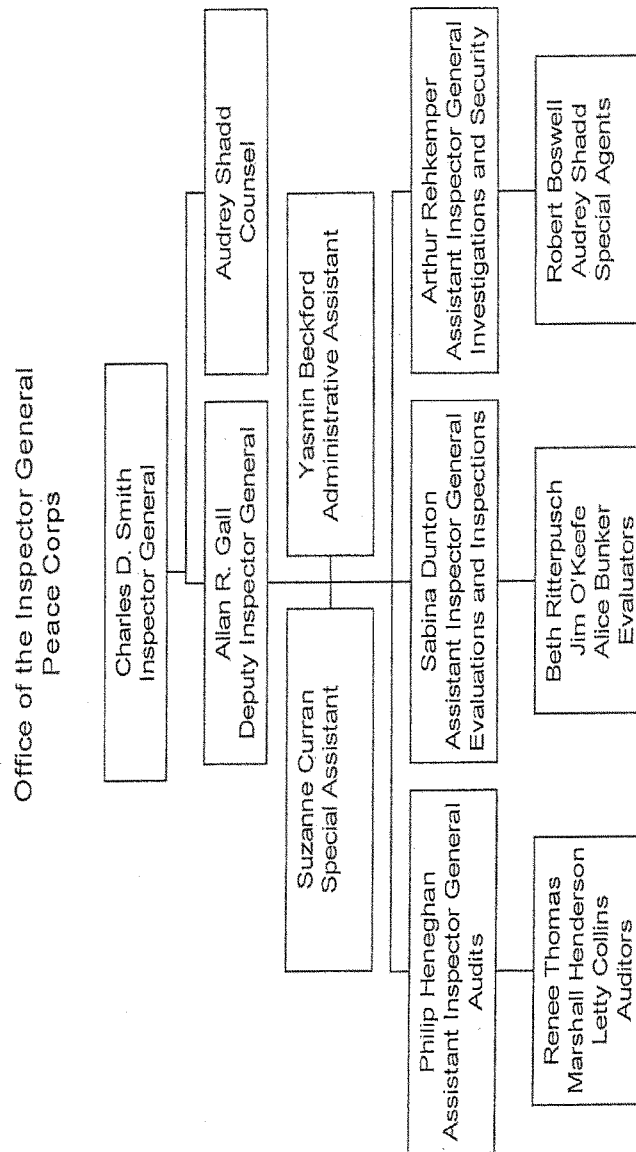 Office of the Inspector General
Peace Corps
Charles D. Smith
Inspector General
Allan R. Gall
Deputy Inspector General
Audrey Shadd
Counsel
Suzanne Curran
Special Assistant
Yasmin Beckford
Administrative Assistant
Philip Heneghan
Assistant Inspector General
Audits
Sabina Dunton
Assistant Inspector General
Evaluations and Inspections
Arthur Rehkemper
Assistant Inspector General
Investigations and Security
Renee Thomas
Marshall Henderson
Letty Collins
Auditors
Beth Ritterpusch
Jim O'Keefe
Alice Bunker
Evaluators
Robert Boswell
Audrey Shadd
Special Agents